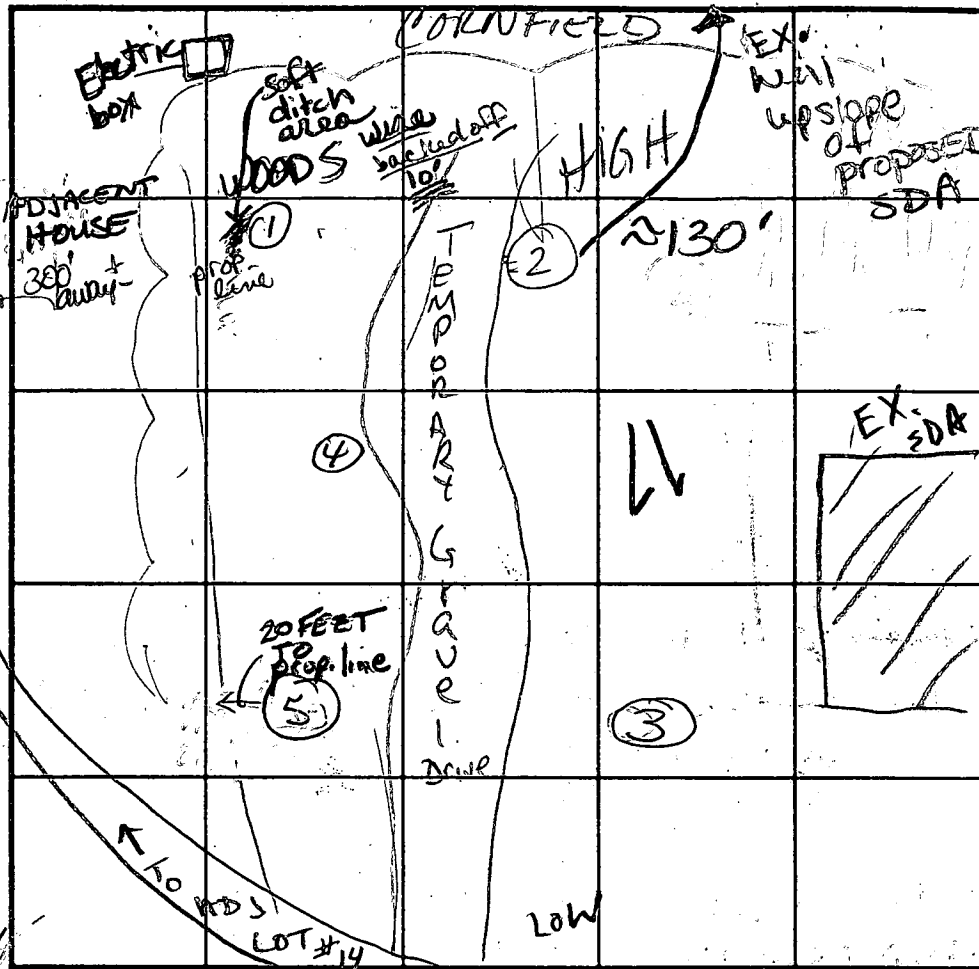 CORNFIELD
Electric
box
soft
ditch
area
WOODS
backed off
10'
HIGH
EX.
Well
upslope
of
proposed
SDA
ADJACENT
HOUSE
300'
away
1
prop
line
2
~130'
TEMPORARY Gravel Drive
4
EX.
SDA
20 FEET
TO
prop. line
5
3
TO ADJ
LOT #14
LOW